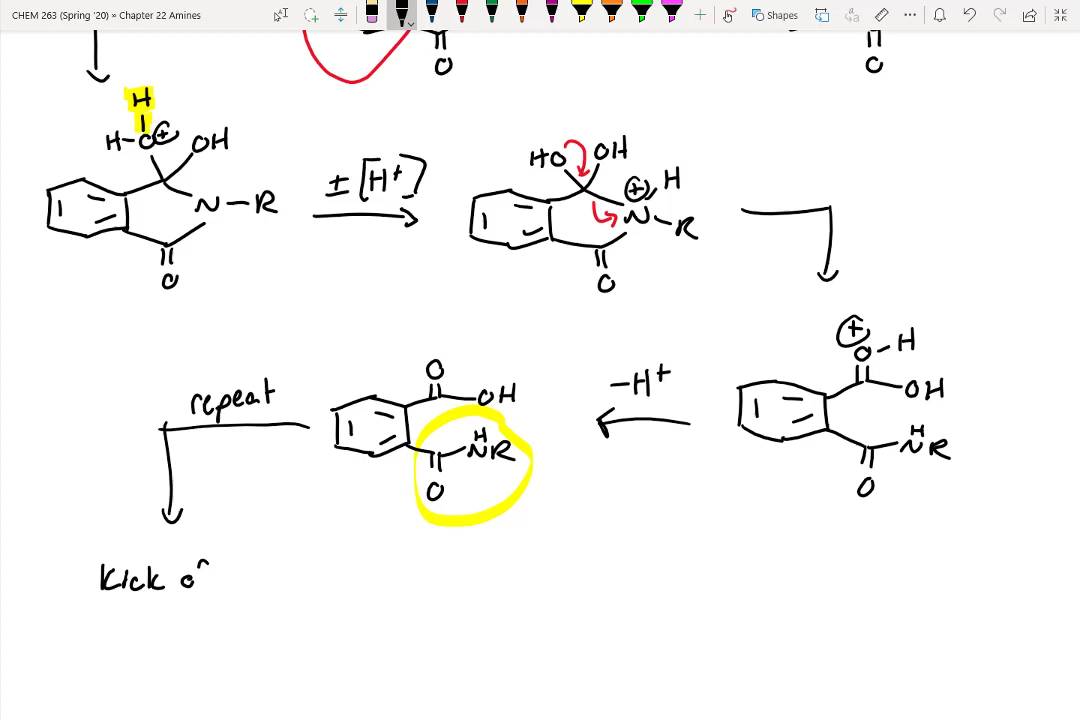 CHEM 263 (Spring '20) » Chapter 22 Amines
Shapes
O
O
H
H-O+
OH
N-R
O
± [H+]
HO
OH
+
H
N-R
O
+
O-H
OH
H
NR
O
-H+
O
OH
H
NR
O
repeat
Kick